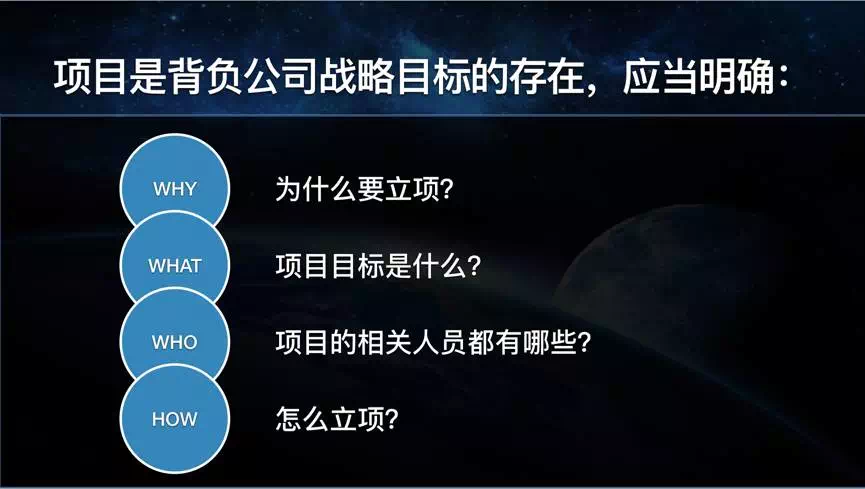 项目是背负公司战略目标的存在，应当明确：
WHY 为什么要立项？
WHAT 项目目标是什么？
WHO 项目的相关人员都有哪些？
HOW 怎么立项？